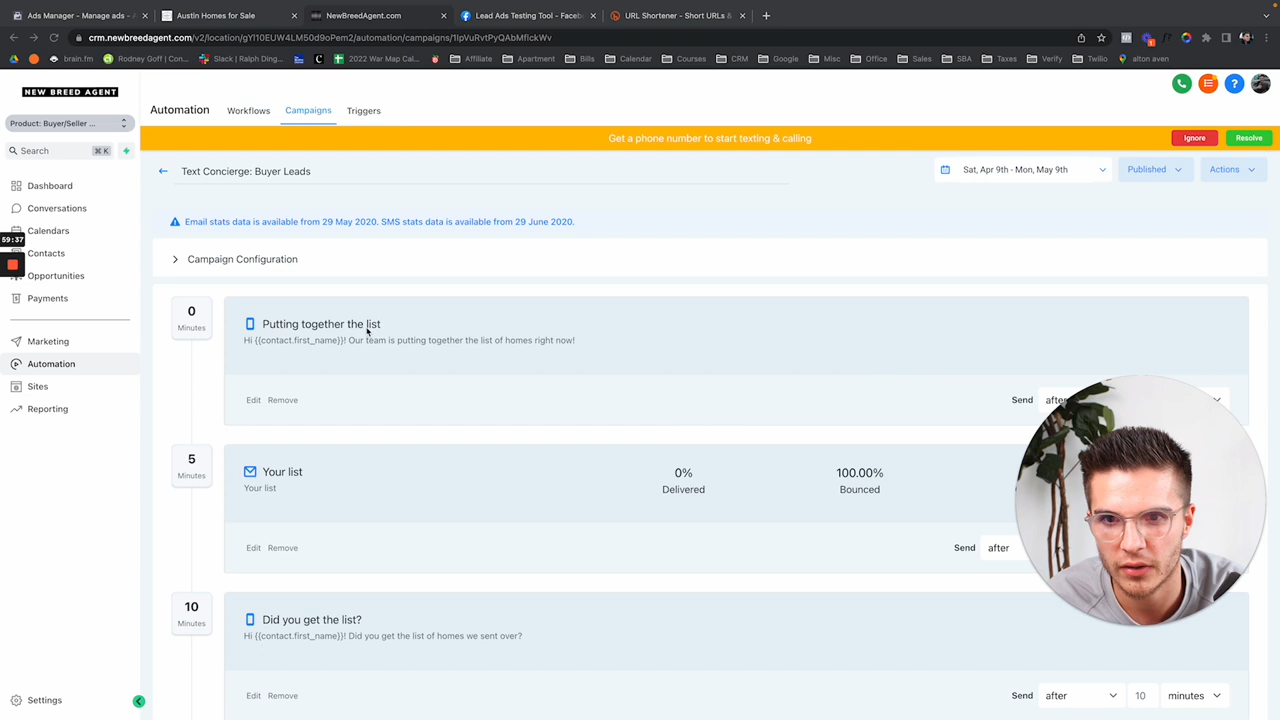 Ads Manager - Manage ads - A
Austin Homes for Sale
NewBreedAgent.com
Lead Ads Testing Tool - Faceb
URL Shortener - Short URLs &
crm.newbreedagent.com/v2/location/gYl10EUW4LM50d9oPem2/automation/campaigns/1IpVuRvtPyQAbMflckWv
brain.fm
Rodney Goff | Con...
Slack | Ralph Ding...
2022 War Map Cal...
Affiliate
Apartment
Bills
Calendar
Courses
CRM
Google
Misc
Office
Sales
SBA
Taxes
Verify
Twilio
alton aven
NEW BREED AGENT
Product: Buyer/Seller ...
Search
⌘ K
Dashboard
Conversations
Calendars
59:37
Contacts
Opportunities
Payments
Marketing
Automation
Sites
Reporting
Settings
Automation
Workflows
Campaigns
Triggers
Get a phone number to start texting & calling
Ignore
Resolve
Text Concierge: Buyer Leads
Sat, Apr 9th - Mon, May 9th
Published
Actions
Email stats data is available from 29 May 2020. SMS stats data is available from 29 June 2020.
Campaign Configuration
0
Minutes
Putting together the list
Hi {{contact.first_name}}! Our team is putting together the list of homes right now!
Edit Remove
Send after
5
Minutes
Your list
Your list
0%
Delivered
100.00%
Bounced
Edit Remove
Send after
10
Minutes
Did you get the list?
Hi {{contact.first_name}}! Did you get the list of homes we sent over?
Edit Remove
Send after 10 minutes